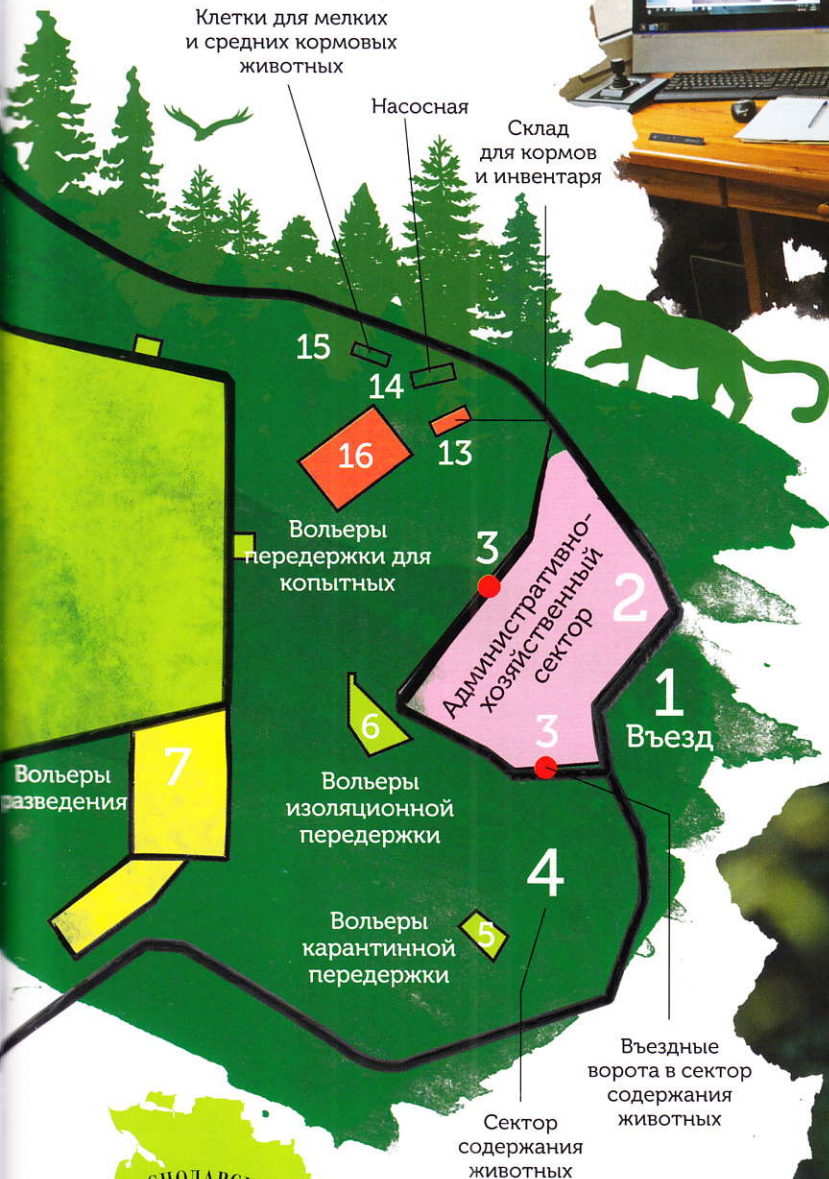 Клетки для мелких
и средних кормовых
животных
Насосная
Склад
для кормов
и инвентаря
15
14
13
16
Вольеры
передержки для
копытных
3
Административно-
хозяйственный
сектор
2
1
Въезд
3
6
Вольеры
изоляционной
передержки
7
Вольеры
разведения
4
Вольеры
карантинной
передержки
5
Въездные
ворота в сектор
содержания
животных
Сектор
содержания
животных